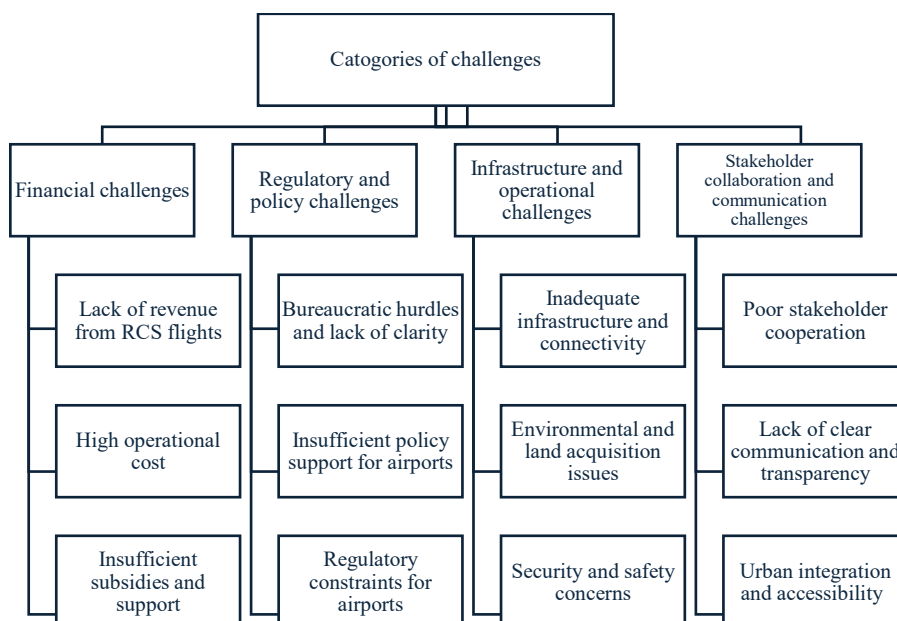 Catogories of challenges
Financial challenges
Regulatory and
policy challenges
Infrastructure and
operational
challenges
Stakeholder
collaboration and
communication
challenges
Lack of revenue
from RCS flights
Bureaucratic hurdles
and lack of clarity
Inadequate
infrastructure and
connectivity
Poor stakeholder
cooperation
High operational
cost
Insufficient policy
support for airports
Environmental and
land acquisition
issues
Lack of clear
communication and
transparency
Insufficient
subsidies and
support
Regulatory
constraints for
airports
Security and safety
concerns
Urban integration
and accessibility